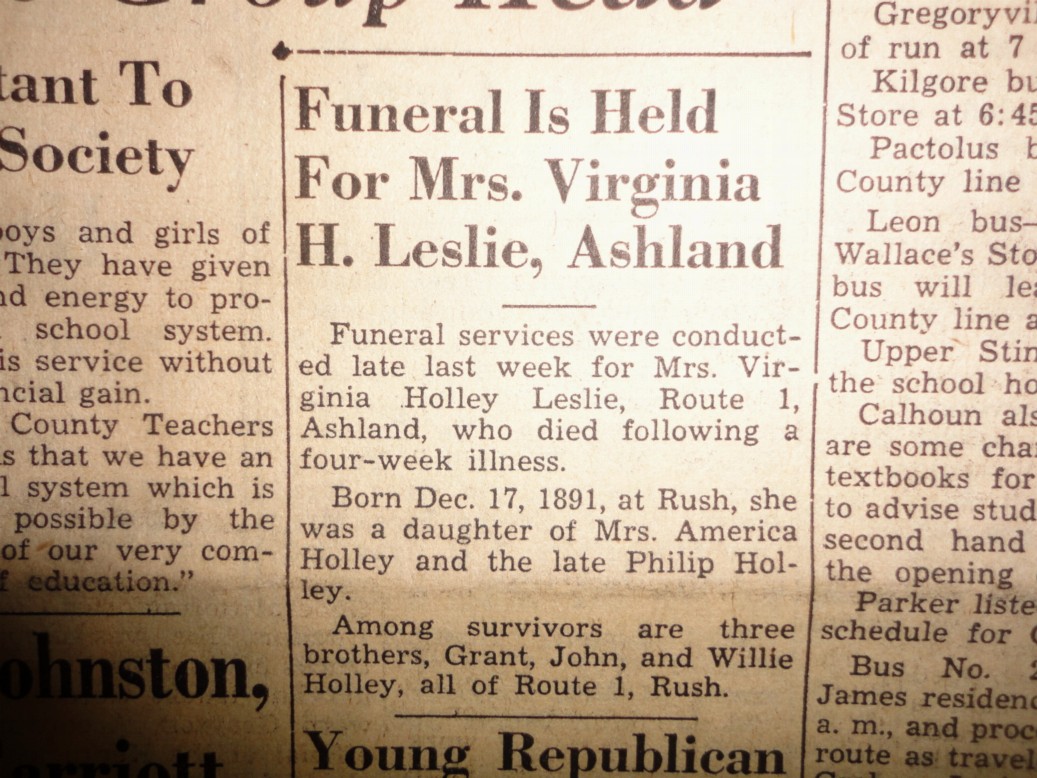 Group Head
tant To
Society
boys and girls of
They have given
nd energy to pro-
school system.
is service without
ncial gain.
County Teachers
s that we have an
l system which is
possible by the
of our very com-
f education."
ohnston,
Funeral Is Held
For Mrs. Virginia
H. Leslie, Ashland
Funeral services were conduct-
ed late last week for Mrs. Vir-
ginia Holley Leslie, Route 1,
Ashland, who died following a
four-week illness.
Born Dec. 17, 1891, at Rush, she
was a daughter of Mrs. America
Holley and the late Philip Hol-
ley.
Among survivors are three
brothers, Grant, John, and Willie
Holley, all of Route 1, Rush.
Young Republican
Gregoryvil
of run at 7
Kilgore bu
Store at 6:45
Pactolus b
County line
Leon bus—
Wallace's Sto
bus will lea
County line a
Upper Stin
the school ho
Calhoun als
are some cha
textbooks for
to advise stud
second hand
the opening
Parker liste
schedule for
Bus No. 2
James residenc
a. m., and proc
route as travel